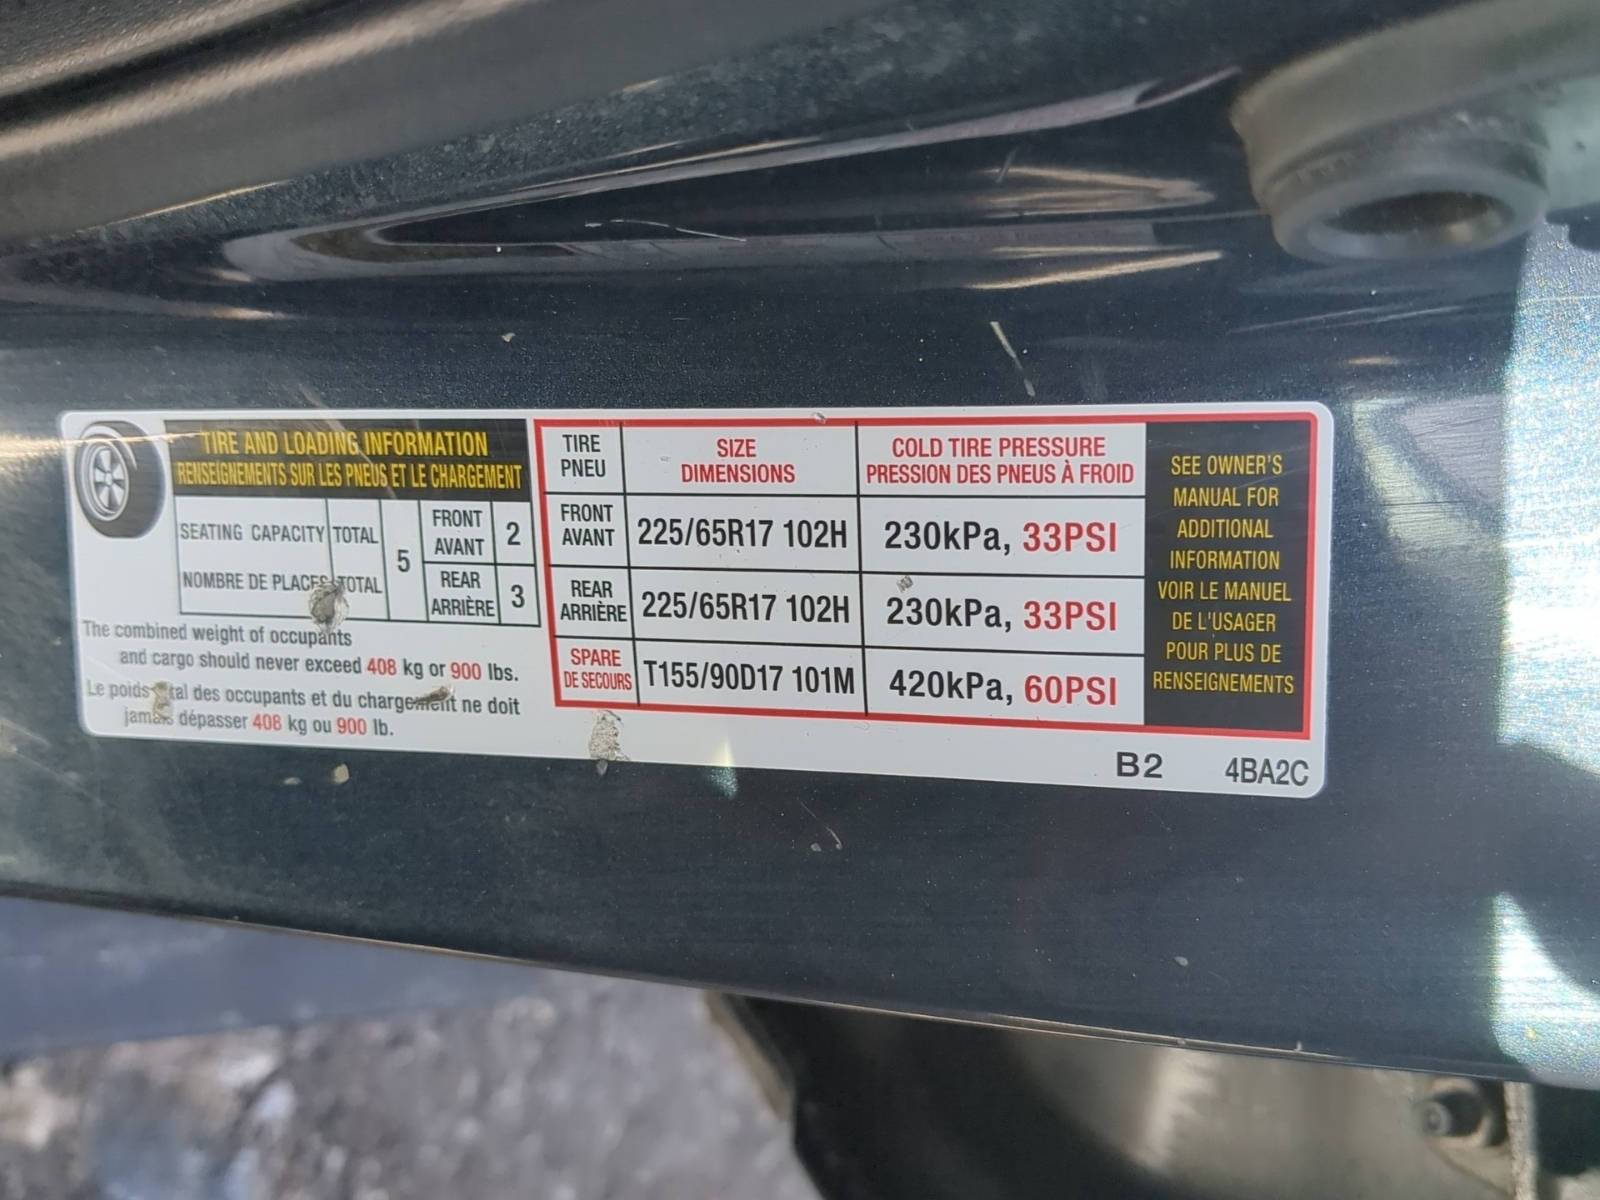 TIRE AND LOADING INFORMATION
RENSEIGNEMENTS SUR LES PNEUS ET LE CHARGEMENT
SEATING CAPACITY TOTAL 5 FRONT AVANT 2
NOMBRE DE PLACES TOTAL REAR ARRIÈRE 3
The combined weight of occupants
and cargo should never exceed 408 kg or 900 lbs.
Le poids total des occupants et du chargement ne doit
jamais dépasser 408 kg ou 900 lb.
TIRE SIZE COLD TIRE PRESSURE
PNEU DIMENSIONS PRESSION DES PNEUS À FROID
FRONT AVANT 225/65R17 102H 230kPa, 33PSI
REAR ARRIÈRE 225/65R17 102H 230kPa, 33PSI
SPARE DE SECOURS T155/90D17 101M 420kPa, 60PSI
SEE OWNER'S
MANUAL FOR
ADDITIONAL
INFORMATION
VOIR LE MANUEL
DE L'USAGER
POUR PLUS DE
RENSEIGNEMENTS
B2 4BA2C